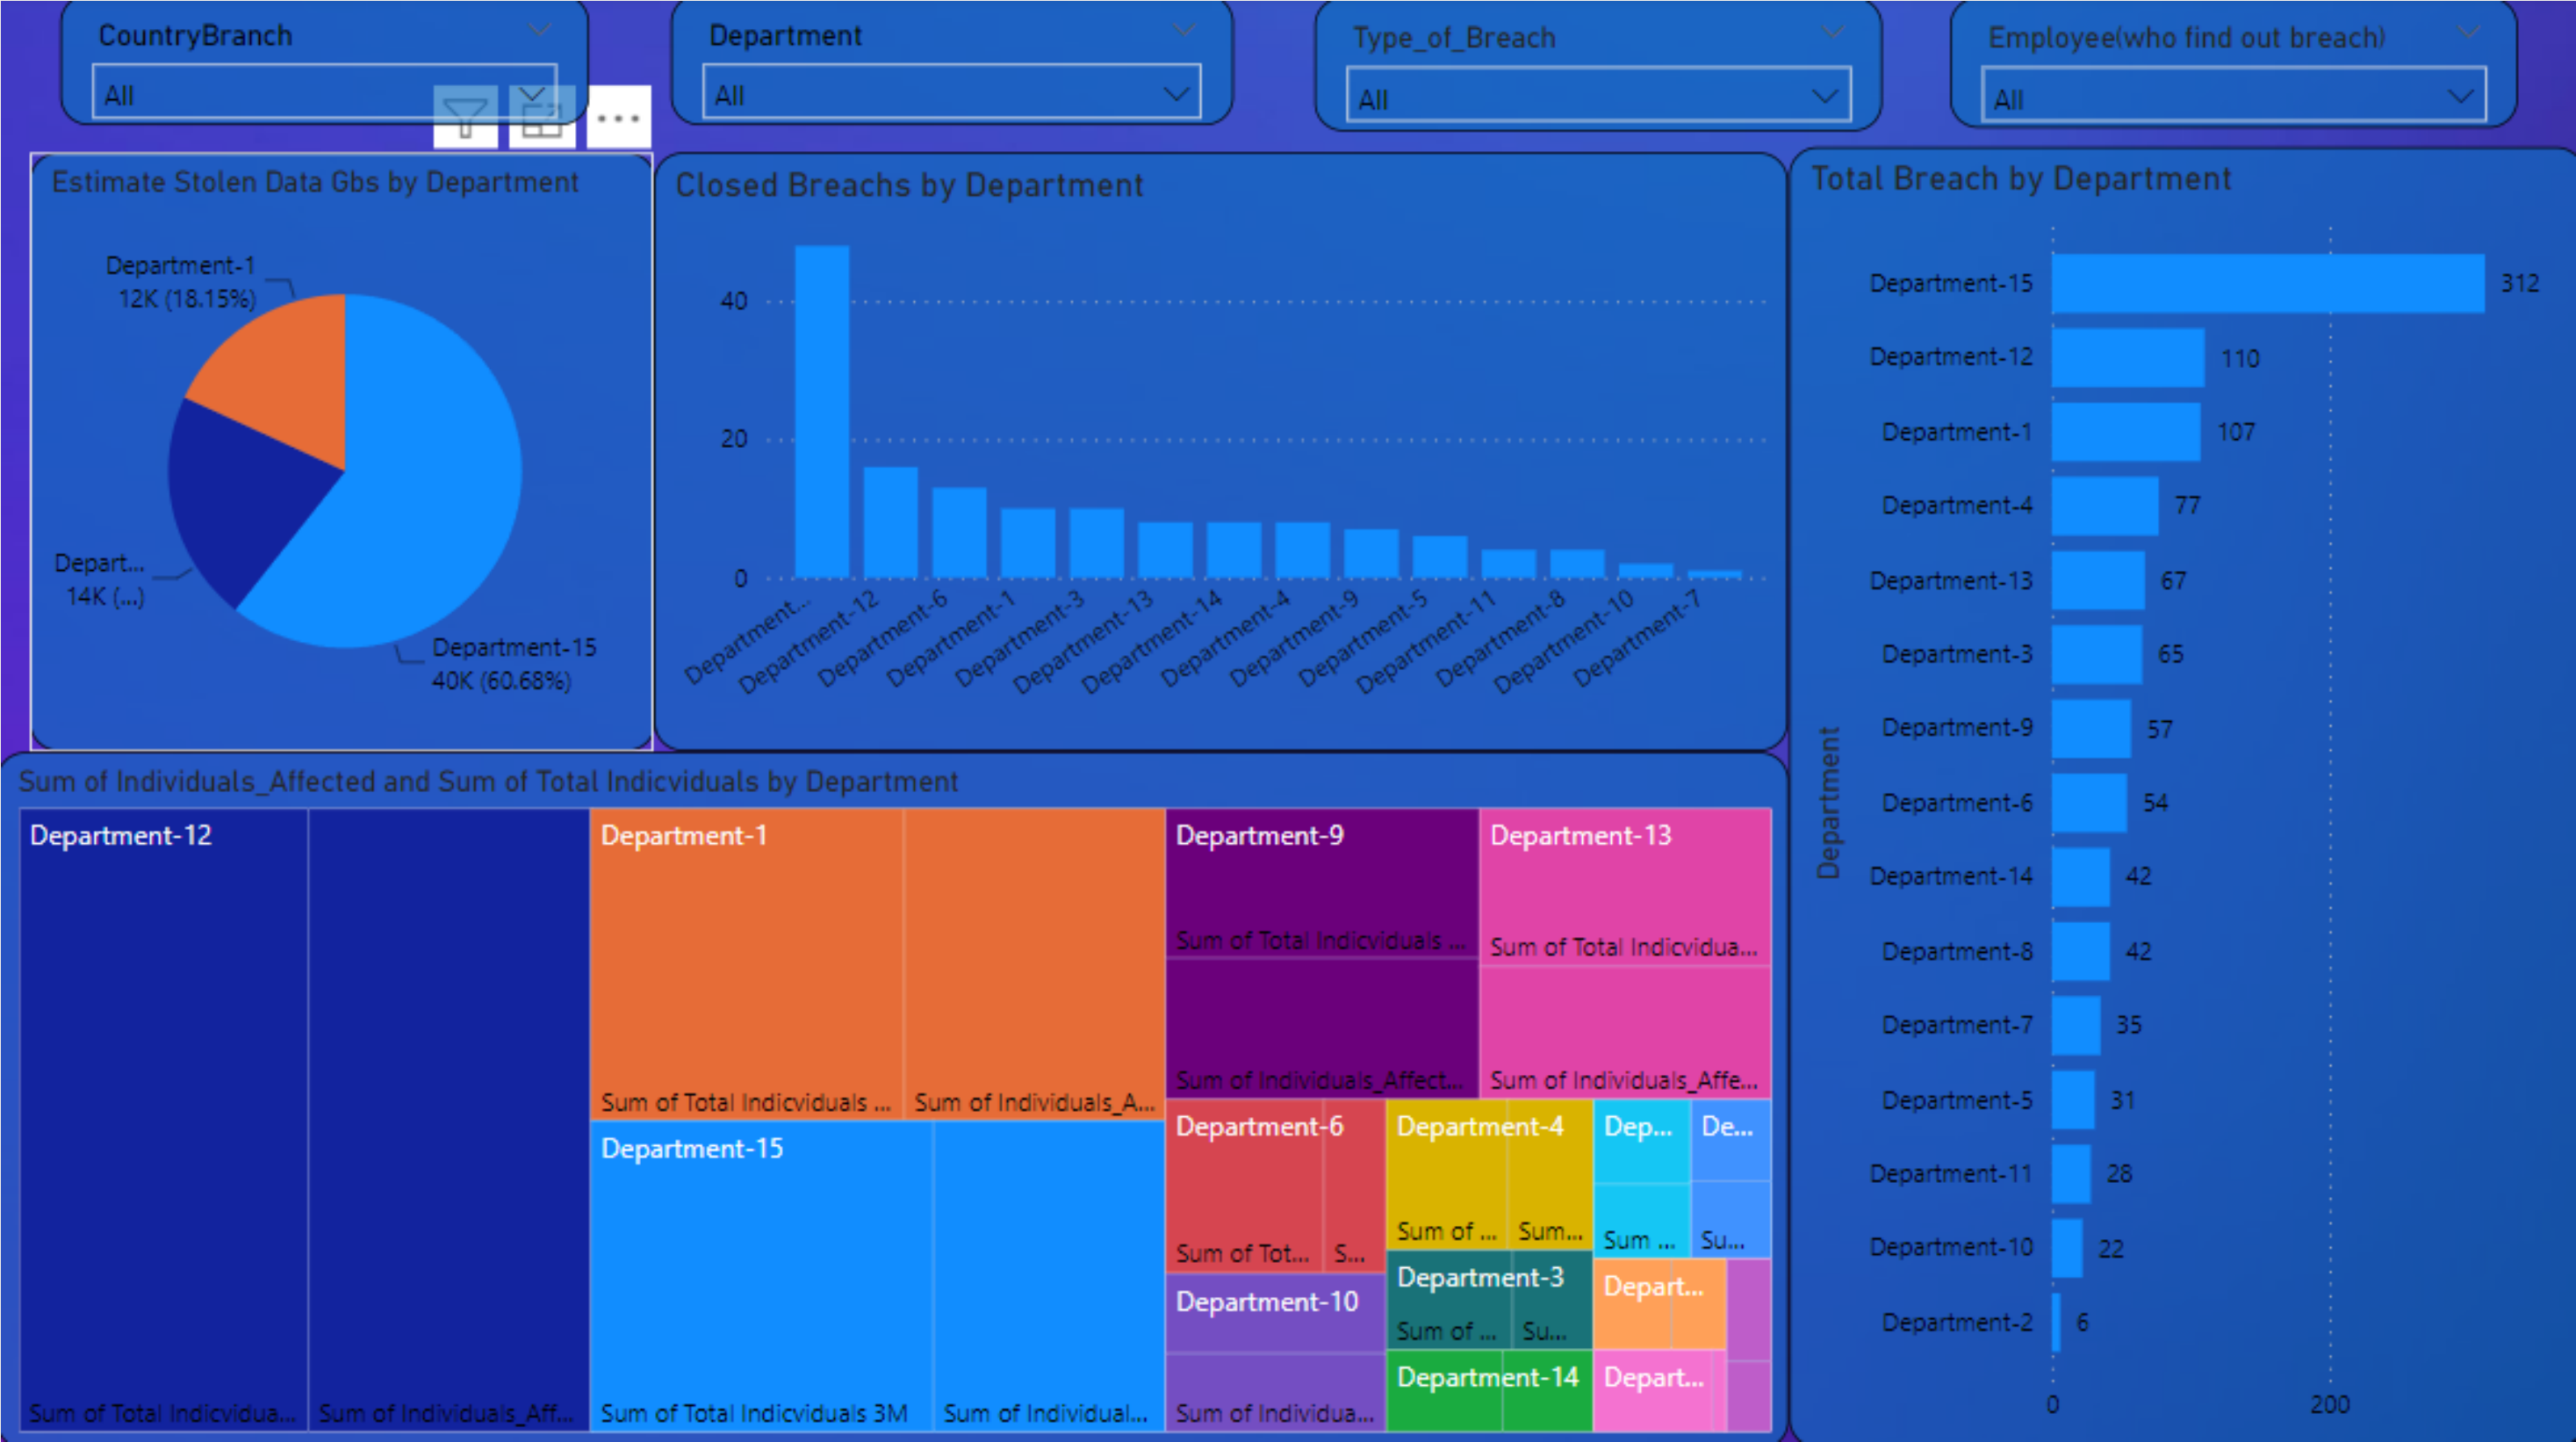 CountryBranch
All
Department
All
Type_of_Breach
All
Employee(who find out breach)
All
Estimate Stolen Data Gbs by Department
Department-1
12K (18.15%)
Depart...
14K (...)
Department-15
40K (60.68%)
Closed Breachs by Department
40
20
0
Department...
Department-12
Department-6
Department-1
Department-3
Department-13
Department-14
Department-4
Department-9
Department-5
Department-11
Department-8
Department-10
Department-7
Total Breach by Department
Department
Department-15 312
Department-12 110
Department-1 107
Department-4 77
Department-13 67
Department-3 65
Department-9 57
Department-6 54
Department-14 42
Department-8 42
Department-7 35
Department-5 31
Department-11 28
Department-10 22
Department-2 6
0 200
Sum of Individuals_Affected and Sum of Total Indicviduals by Department
Department-12
Sum of Total Indicvidua...
Sum of Individuals_Aff...
Department-1
Sum of Total Indicviduals ...
Sum of Individuals_A...
Department-15
Sum of Total Indicviduals 3M
Sum of Individual...
Department-9
Sum of Total Indicviduals ...
Sum of Individuals_Affect...
Department-13
Sum of Total Indicvidua...
Sum of Individuals_Affe...
Department-6
Sum of Tot...
S...
Department-10
Sum of Individua...
Department-4
Sum of ...
Sum...
Department-3
Sum of ...
Su...
Department-14
Dep...
Sum ...
De...
Su...
Depart...
Depart...